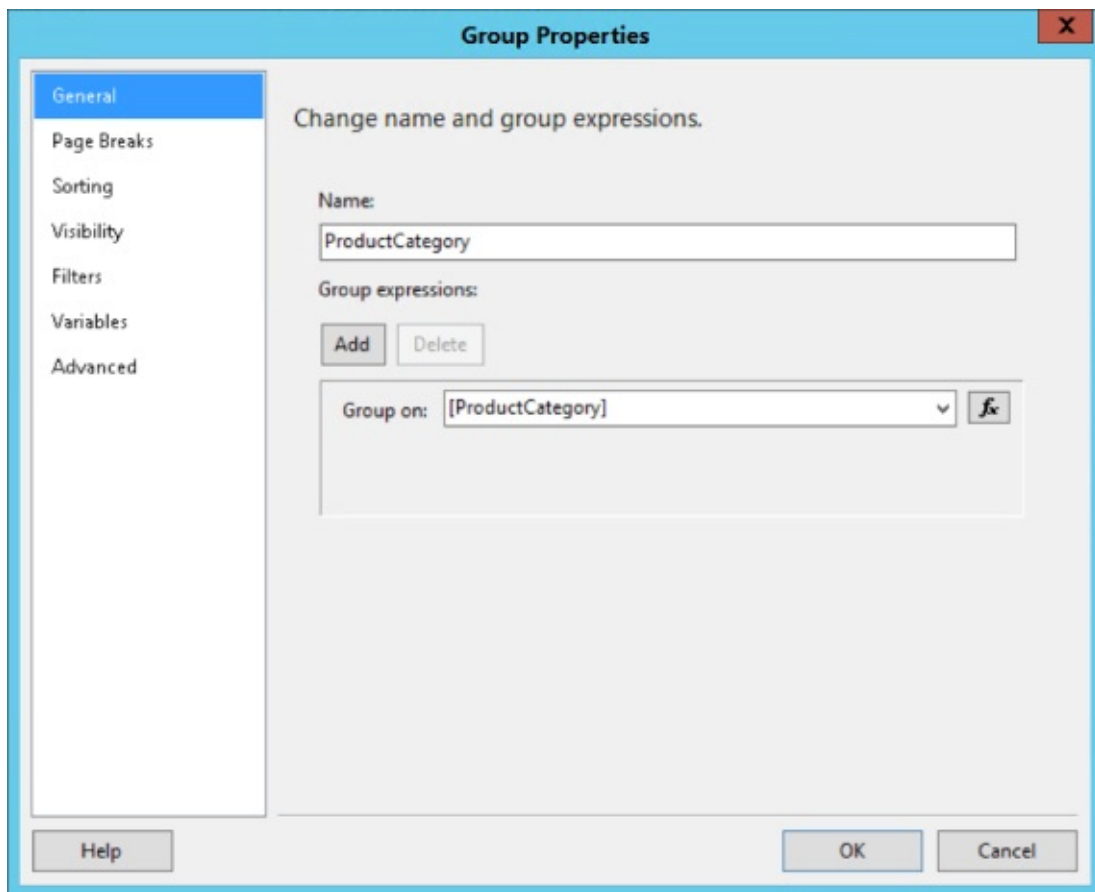 Group Properties
X
General
Page Breaks
Sorting
Visibility
Filters
Variables
Advanced
Change name and group expressions.
Name:
ProductCategory
Group expressions:
Add Delete
Group on: [ProductCategory] fx
Help OK Cancel